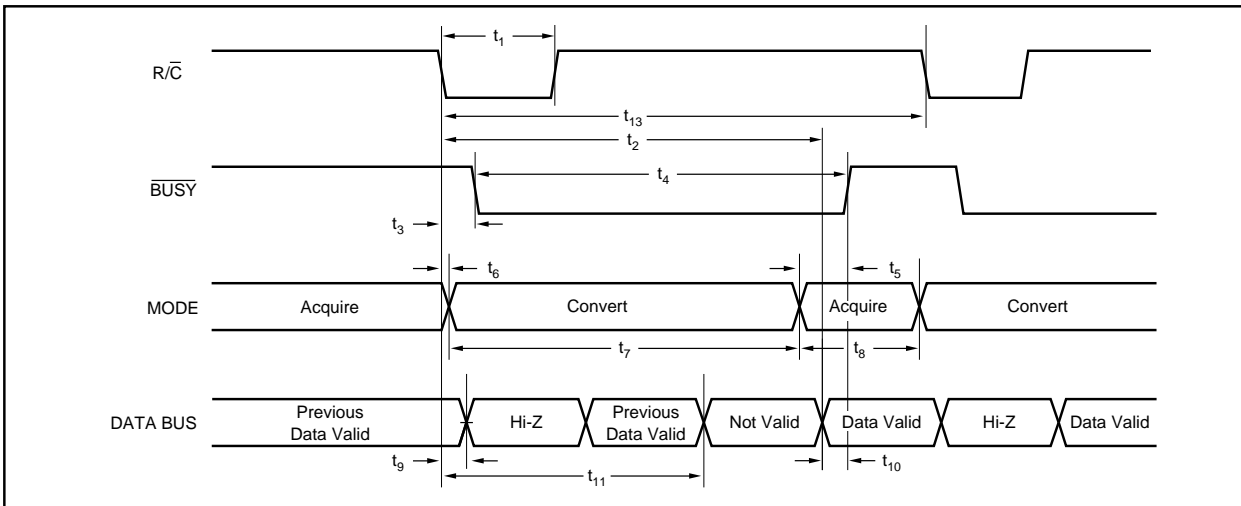 t1
R/C̅
t13
t2
B̅U̅S̅Y̅
t4
t3
t6
t5
MODE
Acquire
Convert
Acquire
Convert
t7
t8
DATA BUS
Previous
Data Valid
Hi-Z
Previous
Data Valid
Not Valid
Data Valid
Hi-Z
Data Valid
t9
t11
t10